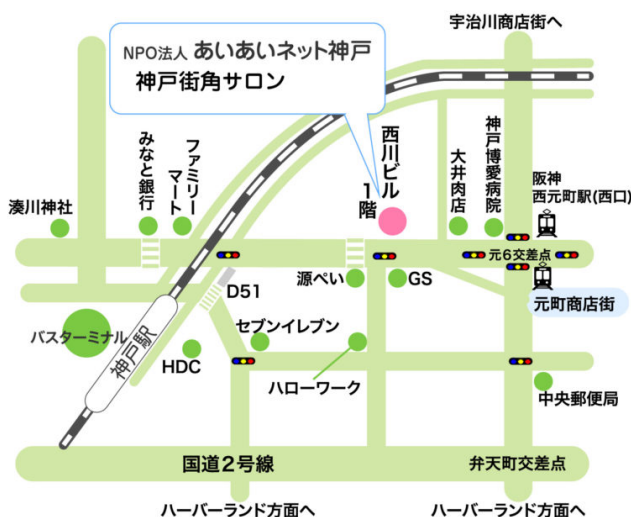 宇治川商店街へ
NPO法人 あいあいネット神戸
神戸街角サロン
みなと銀行
ファミリー
マート
西川ビル
1階
大井肉店
神戸博愛病院
阪神
西元町駅(西口)
湊川神社
元6交差点
D51
源ぺい
GS
元町商店街
バスターミナル
神戸駅
セブンイレブン
HDC
ハローワーク
中央郵便局
国道2号線
弁天町交差点
ハーバーランド方面へ
ハーバーランド方面へ